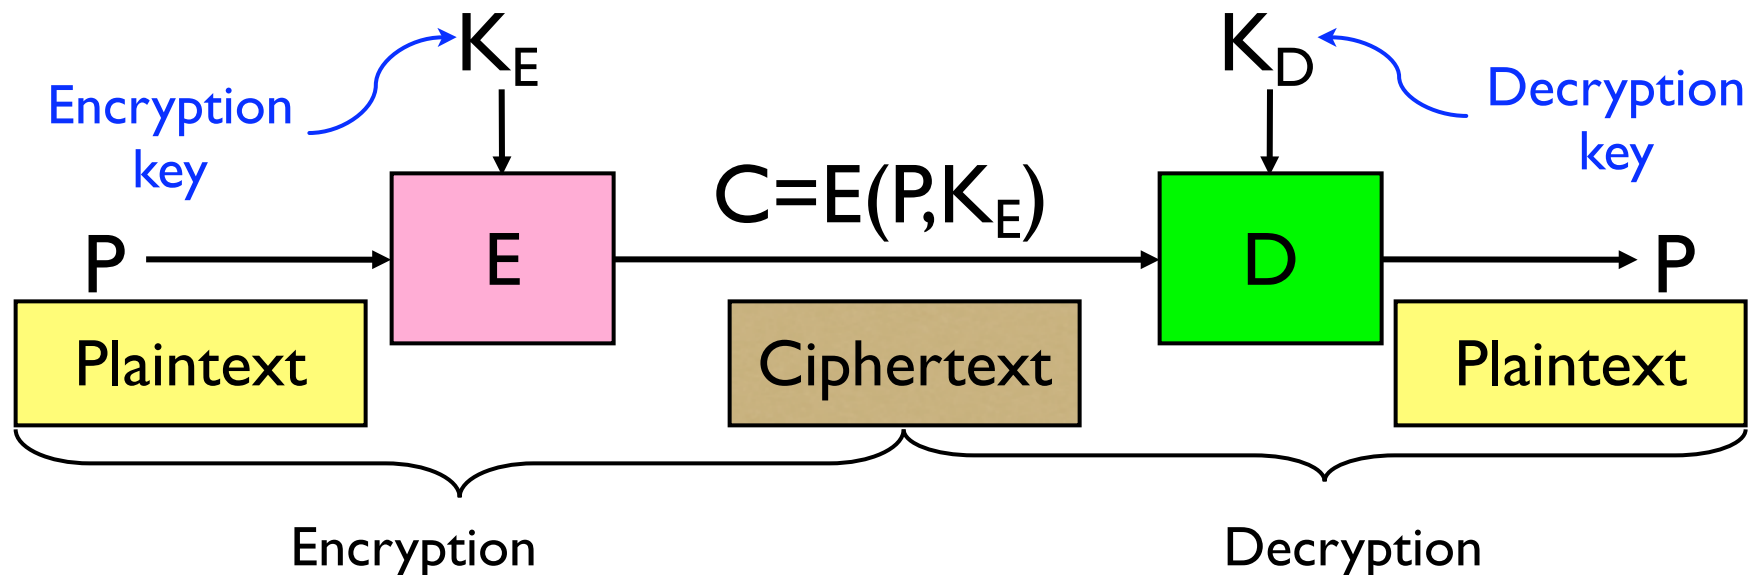 K_E
K_D
Encryption
key
Decryption
key
C=E(P,K_E)
P
E
D
P
Plaintext
Ciphertext
Plaintext
Encryption
Decryption